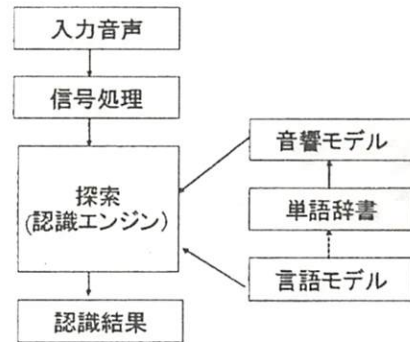 入力音声
信号処理
探索
(認識エンジン)
認識結果
音響モデル
単語辞書
言語モデル